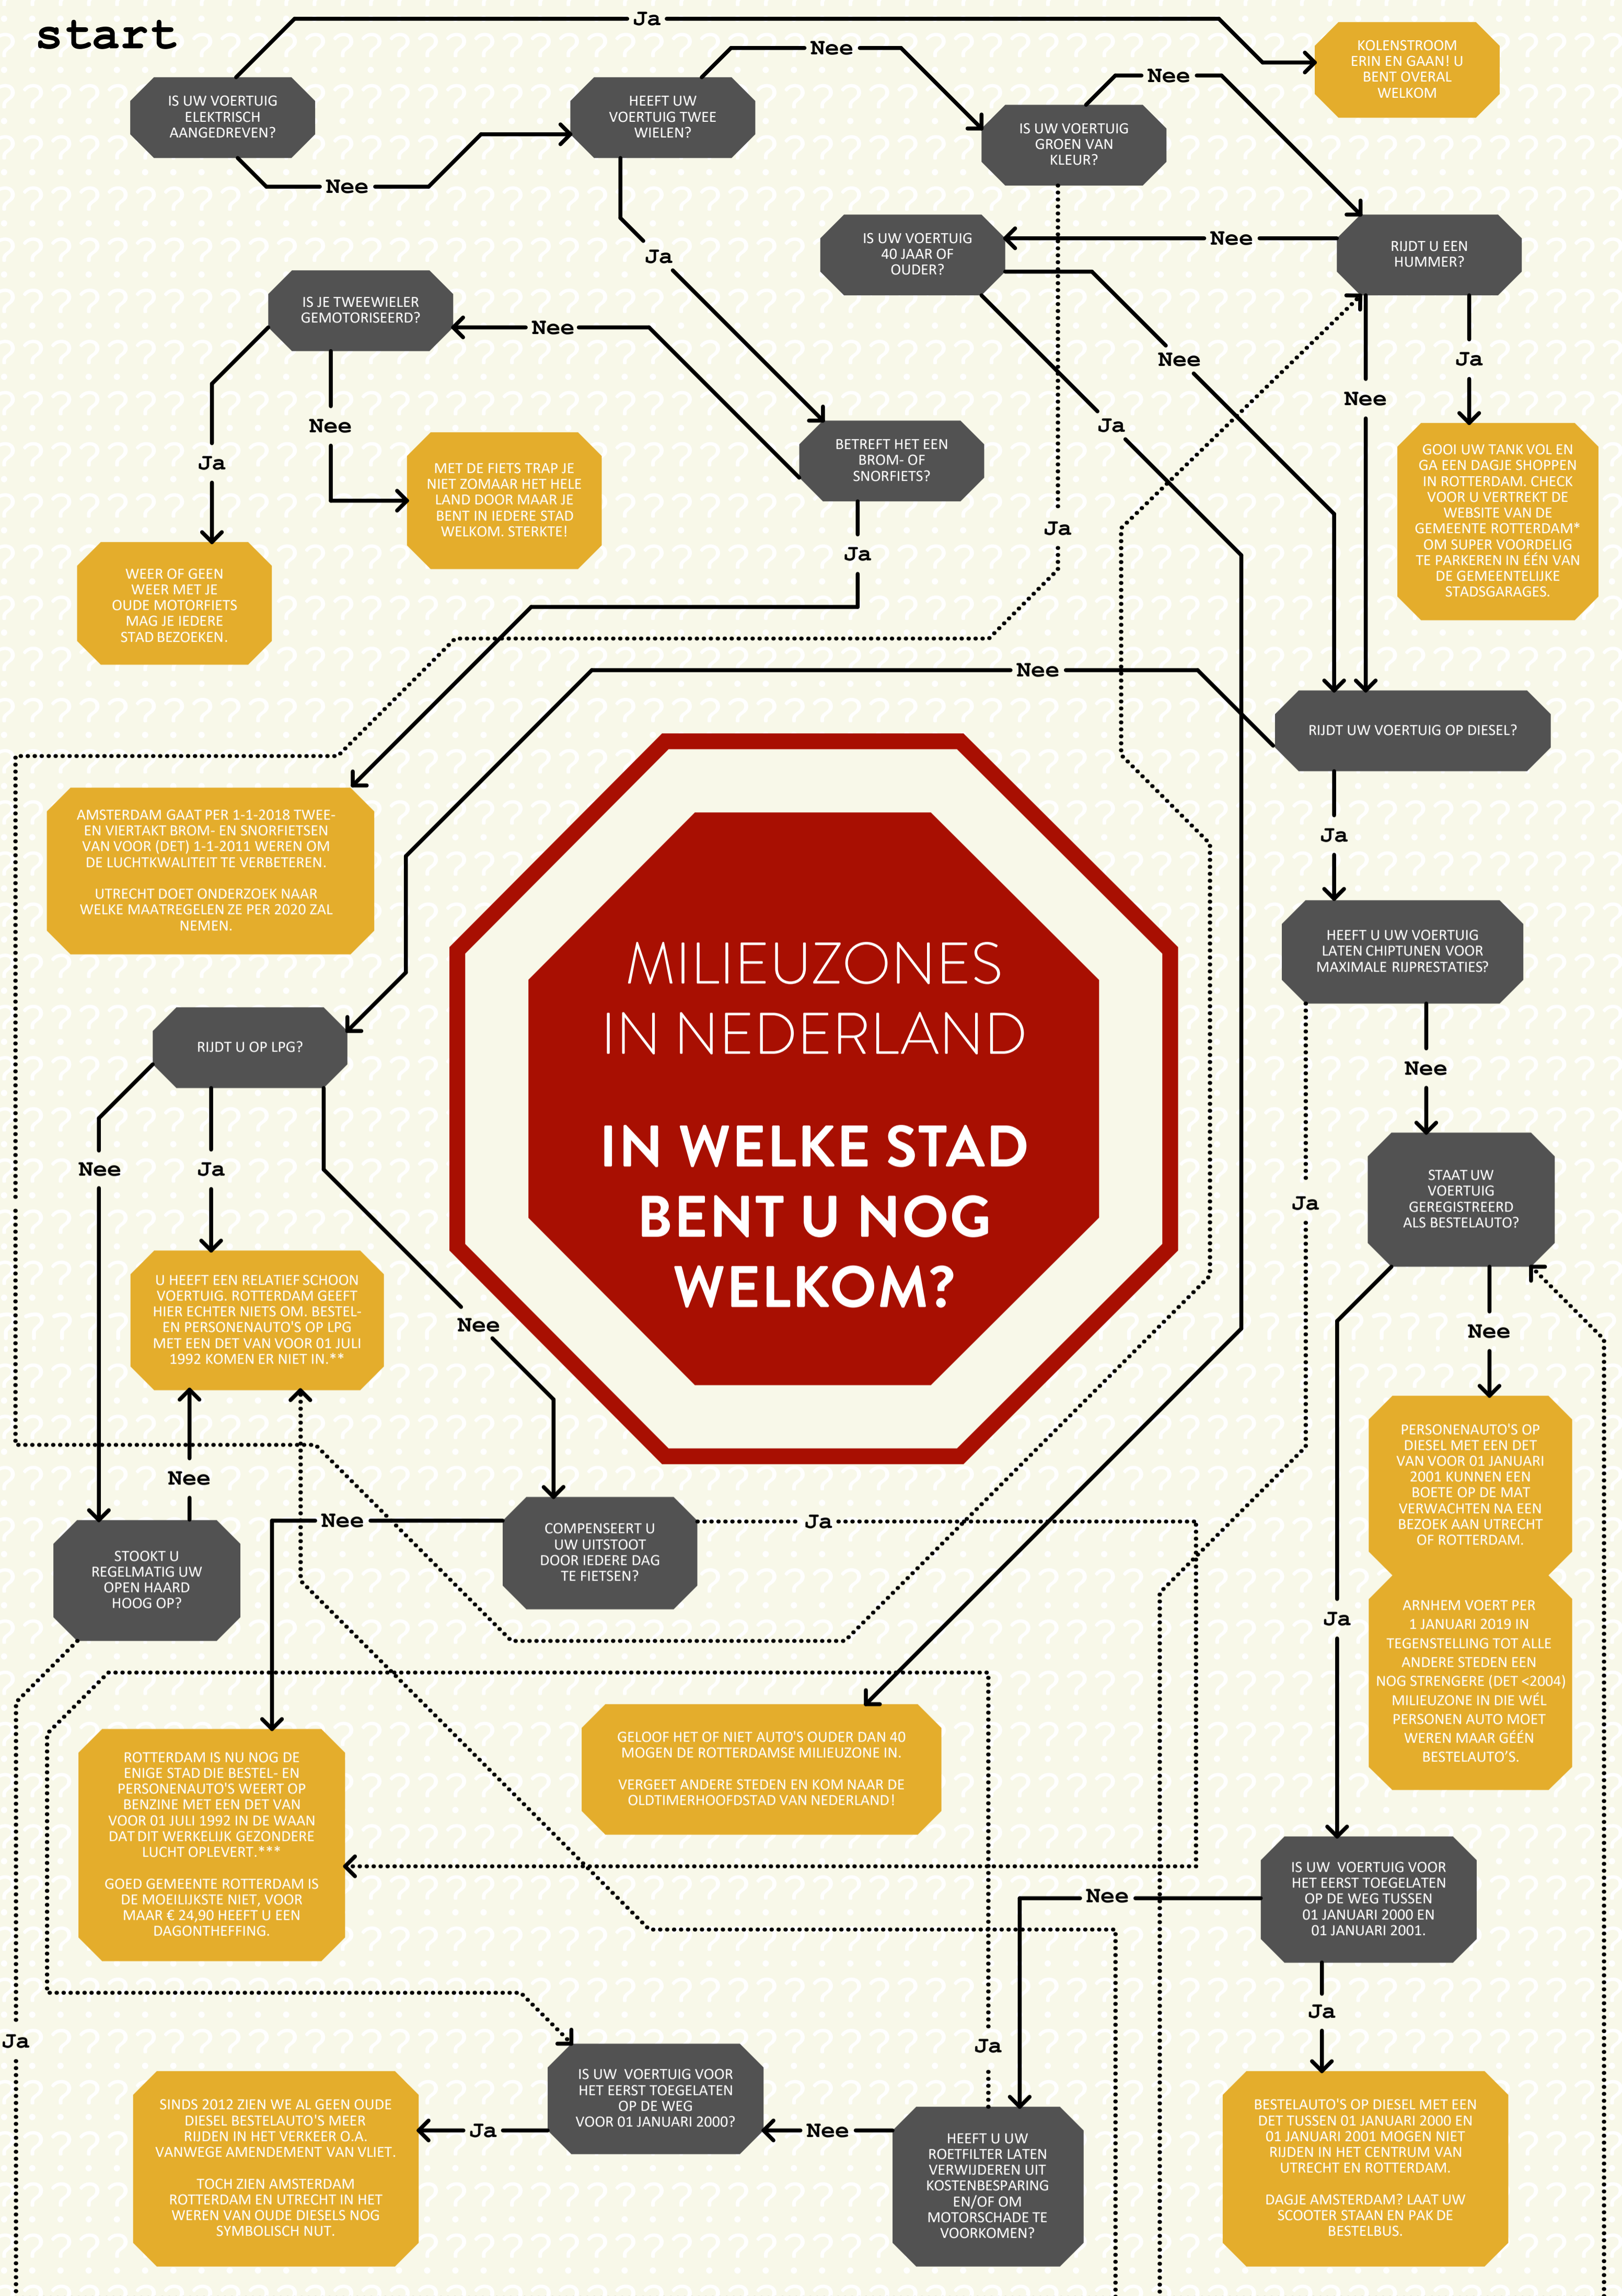 start
Ja
KOLENSTROOM
ERIN EN GAAN! U
BENT OVERAL
WELKOM
Nee
Nee
IS UW VOERTUIG
ELEKTRISCH
AANGEDREVEN?
HEEFT UW
VOERTUIG TWEE
WIELEN?
IS UW VOERTUIG
GROEN VAN
KLEUR?
Nee
IS UW VOERTUIG
40 JAAR OF
OUDER?
Nee
RIJDT U EEN
HUMMER?
Ja
IS JE TWEEWIELER
GEMOTORISEERD?
Nee
Nee
Ja
Nee
Nee
Ja
Ja
BETREFT HET EEN
BROM- OF
SNORFIETS?
MET DE FIETS TRAP JE
NIET ZOMAAR HET HELE
LAND DOOR MAAR JE
BENT IN IEDERE STAD
WELKOM. STERKTE!
GOOI UW TANK VOL EN
GA EEN DAGJE SHOPPEN
IN ROTTERDAM. CHECK
VOOR U VERTREKT DE
WEBSITE VAN DE
GEMEENTE ROTTERDAM*
OM SUPER VOORDELIG
TE PARKEREN IN ÉÉN VAN
DE GEMEENTELIJKE
STADSGARAGES.
Ja
Ja
WEER OF GEEN
WEER MET JE
OUDE MOTORFIETS
MAG JE IEDERE
STAD BEZOEKEN.
Nee
RIJDT UW VOERTUIG OP DIESEL?
AMSTERDAM GAAT PER 1-1-2018 TWEE-
EN VIERTAKT BROM- EN SNORFIETSEN
VAN VOOR (DET) 1-1-2011 WEREN OM
DE LUCHTKWALITEIT TE VERBETEREN.
UTRECHT DOET ONDERZOEK NAAR
WELKE MAATREGELEN ZE PER 2020 ZAL
NEMEN.
Ja
HEEFT U UW VOERTUIG
LATEN CHIPTUNEN VOOR
MAXIMALE RIJPRESTATIES?
MILIEUZONES
IN NEDERLAND
IN WELKE STAD
BENT U NOG
WELKOM?
RIJDT U OP LPG?
Nee
Nee
Ja
Ja
STAAT UW
VOERTUIG
GEREGISTREERD
ALS BESTELAUTO?
U HEEFT EEN RELATIEF SCHOON
VOERTUIG. ROTTERDAM GEEFT
HIER ECHTER NIETS OM. BESTEL-
EN PERSONENAUTO'S OP LPG
MET EEN DET VAN VOOR 01 JULI
1992 KOMEN ER NIET IN.**
Nee
Nee
PERSONENAUTO'S OP
DIESEL MET EEN DET
VAN VOOR 01 JANUARI
2001 KUNNEN EEN
BOETE OP DE MAT
VERWACHTEN NA EEN
BEZOEK AAN UTRECHT
OF ROTTERDAM.
Nee
Nee
Ja
STOOKT U
REGELMATIG UW
OPEN HAARD
HOOG OP?
COMPENSEERT U
UW UITSTOOT
DOOR IEDERE DAG
TE FIETSEN?
ARNHEM VOERT PER
1 JANUARI 2019 IN
TEGENSTELLING TOT ALLE
ANDERE STEDEN EEN
NOG STRENGERE (DET <2004)
MILIEUZONE IN DIE WÉL
PERSONEN AUTO MOET
WEREN MAAR GÉÉN
BESTELAUTO'S.
Ja
ROTTERDAM IS NU NOG DE
ENIGE STAD DIE BESTEL- EN
PERSONENAUTO'S WEERT OP
BENZINE MET EEN DET VAN
VOOR 01 JULI 1992 IN DE WAAN
DAT DIT WERKELIJK GEZONDERE
LUCHT OPLEVERT.***
GOED GEMEENTE ROTTERDAM IS
DE MOEILIJKSTE NIET, VOOR
MAAR € 24,90 HEEFT U EEN
DAGONTHEFFING.
GELOOF HET OF NIET AUTO'S OUDER DAN 40
MOGEN DE ROTTERDAMSE MILIEUZONE IN.
VERGEET ANDERE STEDEN EN KOM NAAR DE
OLDTIMERHOOFDSTAD VAN NEDERLAND!
IS UW VOERTUIG VOOR
HET EERST TOEGELATEN
OP DE WEG TUSSEN
01 JANUARI 2000 EN
01 JANUARI 2001.
Nee
Ja
Ja
Ja
IS UW VOERTUIG VOOR
HET EERST TOEGELATEN
OP DE WEG
VOOR 01 JANUARI 2000?
Ja
Nee
SINDS 2012 ZIEN WE AL GEEN OUDE
DIESEL BESTELAUTO'S MEER
RIJDEN IN HET VERKEER O.A.
VANWEGE AMENDEMENT VAN VLIET.
TOCH ZIEN AMSTERDAM
ROTTERDAM EN UTRECHT IN HET
WEREN VAN OUDE DIESELS NOG
SYMBOLISCH NUT.
HEEFT U UW
ROETFILTER LATEN
VERWIJDEREN UIT
KOSTENBESPARING
EN/OF OM
MOTORSCHADE TE
VOORKOMEN?
BESTELAUTO'S OP DIESEL MET EEN
DET TUSSEN 01 JANUARI 2000 EN
01 JANUARI 2001 MOGEN NIET
RIJDEN IN HET CENTRUM VAN
UTRECHT EN ROTTERDAM.
DAGJE AMSTERDAM? LAAT UW
SCOOTER STAAN EN PAK DE
BESTELBUS.